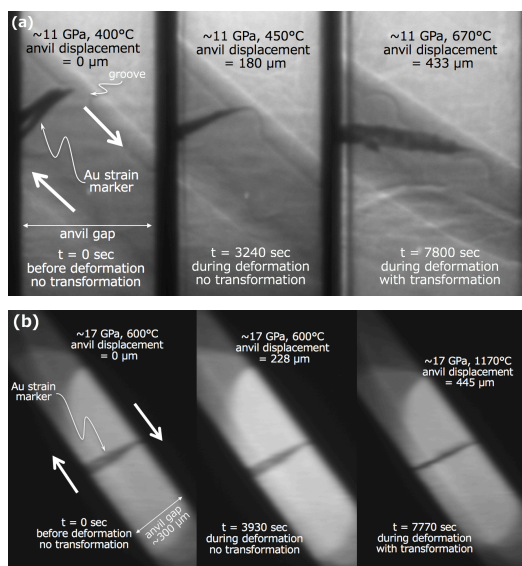 (a)
~11 GPa, 400°C
anvil displacement
= 0 µm
groove
Au strain
marker
anvil gap
t = 0 sec
before deformation
no transformation
~11 GPa, 450°C
anvil displacement
= 180 µm
t = 3240 sec
during deformation
no transformation
~11 GPa, 670°C
anvil displacement
= 433 µm
t = 7800 sec
during deformation
with transformation
(b)
~17 GPa, 600°C
anvil displacement
= 0 µm
Au strain
marker
anvil gap
~300 µm
t = 0 sec
before deformation
no transformation
~17 GPa, 600°C
anvil displacement
= 228 µm
t = 3930 sec
during deformation
no transformation
~17 GPa, 1170°C
anvil displacement
= 445 µm
t = 7770 sec
during deformation
with transformation